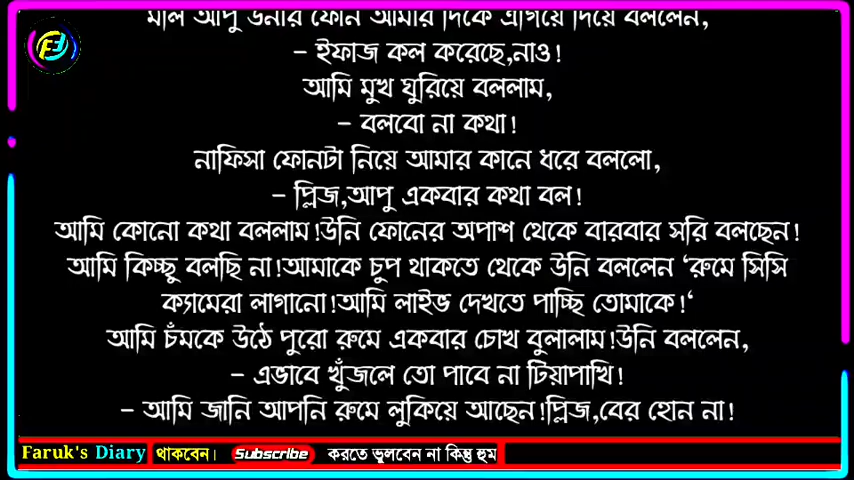 মলি আপু উনার ফোন আমার দিকে এগিয়ে দিয়ে বললেন,
– ইফাজ কল করেছে,নাও!
আমি মুখ ঘুরিয়ে বললাম,
– বলবো না কথা!
নাফিসা ফোনটা নিয়ে আমার কানে ধরে বললো,
– প্লিজ,আপু একবার কথা বল!
আমি কোনো কথা বললাম!উনি ফোনের অপাশ থেকে বারবার সরি বলছেন!
আমি কিচ্ছু বলছি না!আমাকে চুপ থাকতে থেকে উনি বললেন ‘রুমে সিসি
ক্যামেরা লাগানো!আমি লাইভ দেখতে পাচ্ছি তোমাকে!‘
আমি চঁমকে উঠে পুরো রুমে একবার চোখ বুলালাম!উনি বললেন,
– এভাবে খুঁজলে তো পাবে না টিয়াপাখি!
– আমি জানি আপনি রুমে লুকিয়ে আছেন!প্লিজ,বের হোন না!
Faruk's Diary থাকবেন। Subscribe করতে ভুলবেন না কিন্তু হুম